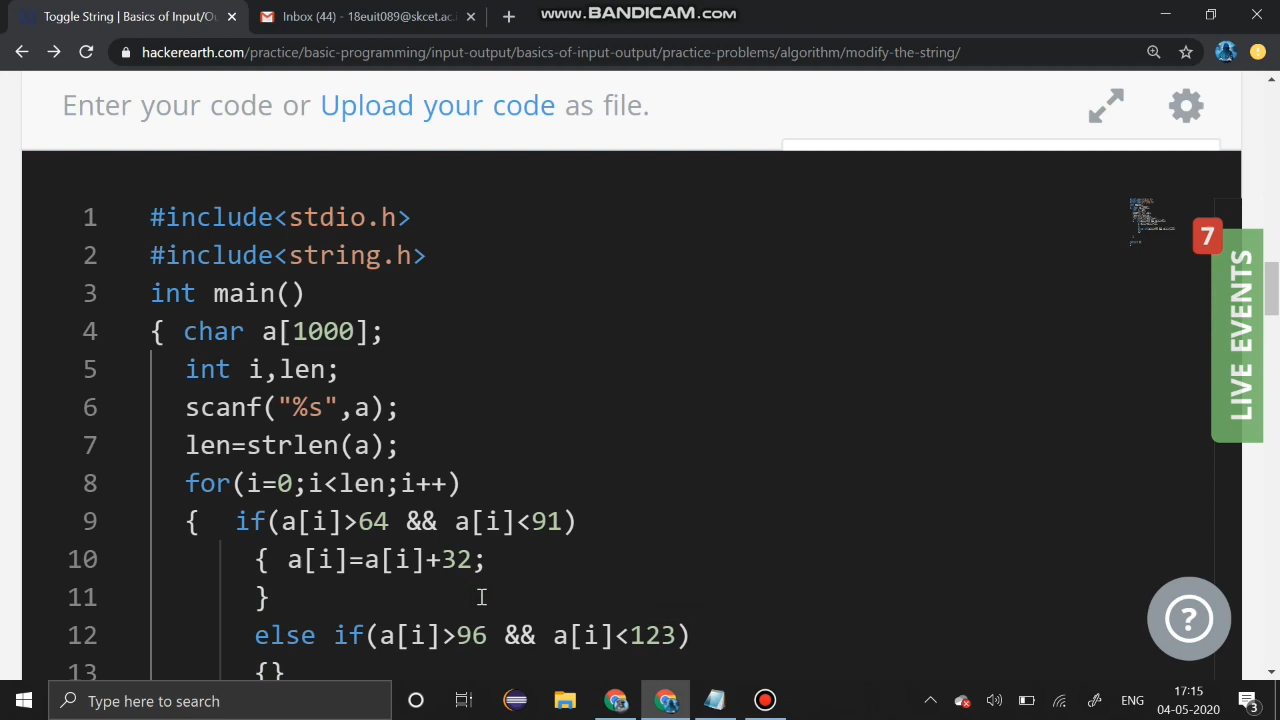 Toggle String | Basics of Input/Ou
Inbox (44) - 18euit089@skcet.ac.i
www.BANDICAM.com
hackerearth.com/practice/basic-programming/input-output/basics-of-input-output/practice-problems/algorithm/modify-the-string/
Enter your code or Upload your code as file.
1 #include<stdio.h>
2 #include<string.h>
3 int main()
4 { char a[1000];
5 int i,len;
6 scanf("%s",a);
7 len=strlen(a);
8 for(i=0;i<len;i++)
9 { if(a[i]>64 && a[i]<91)
10 { a[i]=a[i]+32;
11 }
12 else if(a[i]>96 && a[i]<123)
13 {}
7
LIVE EVENTS
?
Type here to search
ENG
17:15
04-05-2020
3